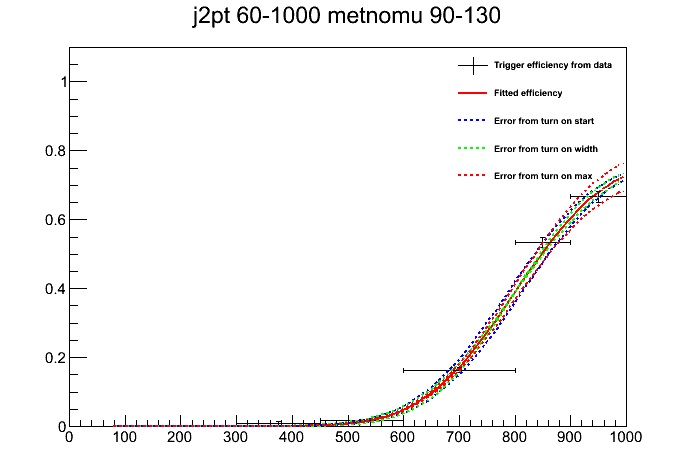 j2pt 60-1000 metnomu 90-130
Trigger efficiency from data
Fitted efficiency
Error from turn on start
Error from turn on width
Error from turn on max
1
0.8
0.6
0.4
0.2
0
0 100 200 300 400 500 600 700 800 900 1000